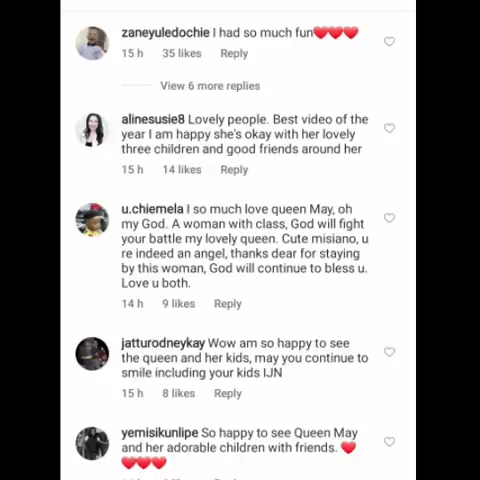 zaneyuledochie I had so much fun❤️❤️❤️
15 h 35 likes Reply
View 6 more replies
alinesusie8 Lovely people. Best video of the
year I am happy she's okay with her lovely
three children and good friends around her
15 h 14 likes Reply
u.chiemela I so much love queen May, oh
my God. A woman with class, God will fight
your battle my lovely queen. Cute misiano, u
re indeed an angel, thanks dear for staying
by this woman, God will continue to bless u.
Love u both.
14 h 9 likes Reply
jatturodneykay Wow am so happy to see
the queen and her kids, may you continue to
smile including your kids IJN
15 h 8 likes Reply
yemisikunlipe So happy to see Queen May
and her adorable children with friends. ❤️
❤️❤️❤️